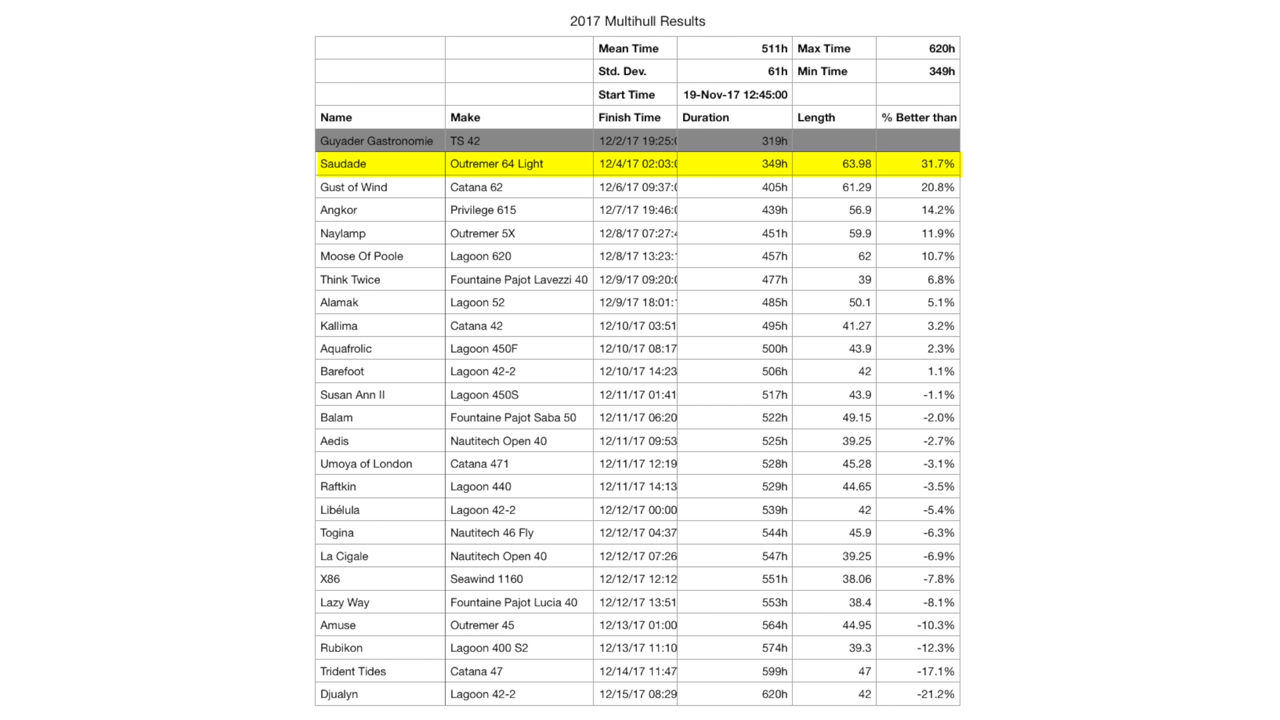 2017 Multihull Results
Mean Time 511h Max Time 620h
Std. Dev. 61h Min Time 349h
Start Time 19-Nov-17 12:45:00
Name Make Finish Time Duration Length % Better than
Guyader Gastronomie TS 42 12/2/17 19:25: 319h
Saudade Outremer 64 Light 12/4/17 02:03: 349h 63.98 31.7%
Gust of Wind Catana 62 12/6/17 09:37: 405h 61.29 20.8%
Angkor Privilege 615 12/7/17 19:46: 439h 56.9 14.2%
Naylamp Outremer 5X 12/8/17 07:27: 451h 59.9 11.9%
Moose Of Poole Lagoon 620 12/8/17 13:23: 457h 62 10.7%
Think Twice Fountaine Pajot Lavezzi 40 12/9/17 09:20: 477h 39 6.8%
Alamak Lagoon 52 12/9/17 18:01: 485h 50.1 5.1%
Kallima Catana 42 12/10/17 03:51 495h 41.27 3.2%
Aquafrolic Lagoon 450F 12/10/17 08:17 500h 43.9 2.3%
Barefoot Lagoon 42-2 12/10/17 14:23 506h 42 1.1%
Susan Ann II Lagoon 450S 12/11/17 01:41 517h 43.9 -1.1%
Balam Fountaine Pajot Saba 50 12/11/17 06:20 522h 49.15 -2.0%
Aedis Nautitech Open 40 12/11/17 09:53 525h 39.25 -2.7%
Umoya of London Catana 471 12/11/17 12:19 528h 45.28 -3.1%
Raftkin Lagoon 440 12/11/17 14:13 529h 44.65 -3.5%
Libélula Lagoon 42-2 12/12/17 00:00 539h 42 -5.4%
Togina Nautitech 46 Fly 12/12/17 04:37 544h 45.9 -6.3%
La Cigale Nautitech Open 40 12/12/17 07:26 547h 39.25 -6.9%
X86 Seawind 1160 12/12/17 12:12 551h 38.06 -7.8%
Lazy Way Fountaine Pajot Lucia 40 12/12/17 13:51 553h 38.4 -8.1%
Amuse Outremer 45 12/13/17 01:00 564h 44.95 -10.3%
Rubikon Lagoon 400 S2 12/13/17 11:10 574h 39.3 -12.3%
Trident Tides Catana 47 12/14/17 11:47 599h 47 -17.1%
Djualyn Lagoon 42-2 12/15/17 08:29 620h 42 -21.2%